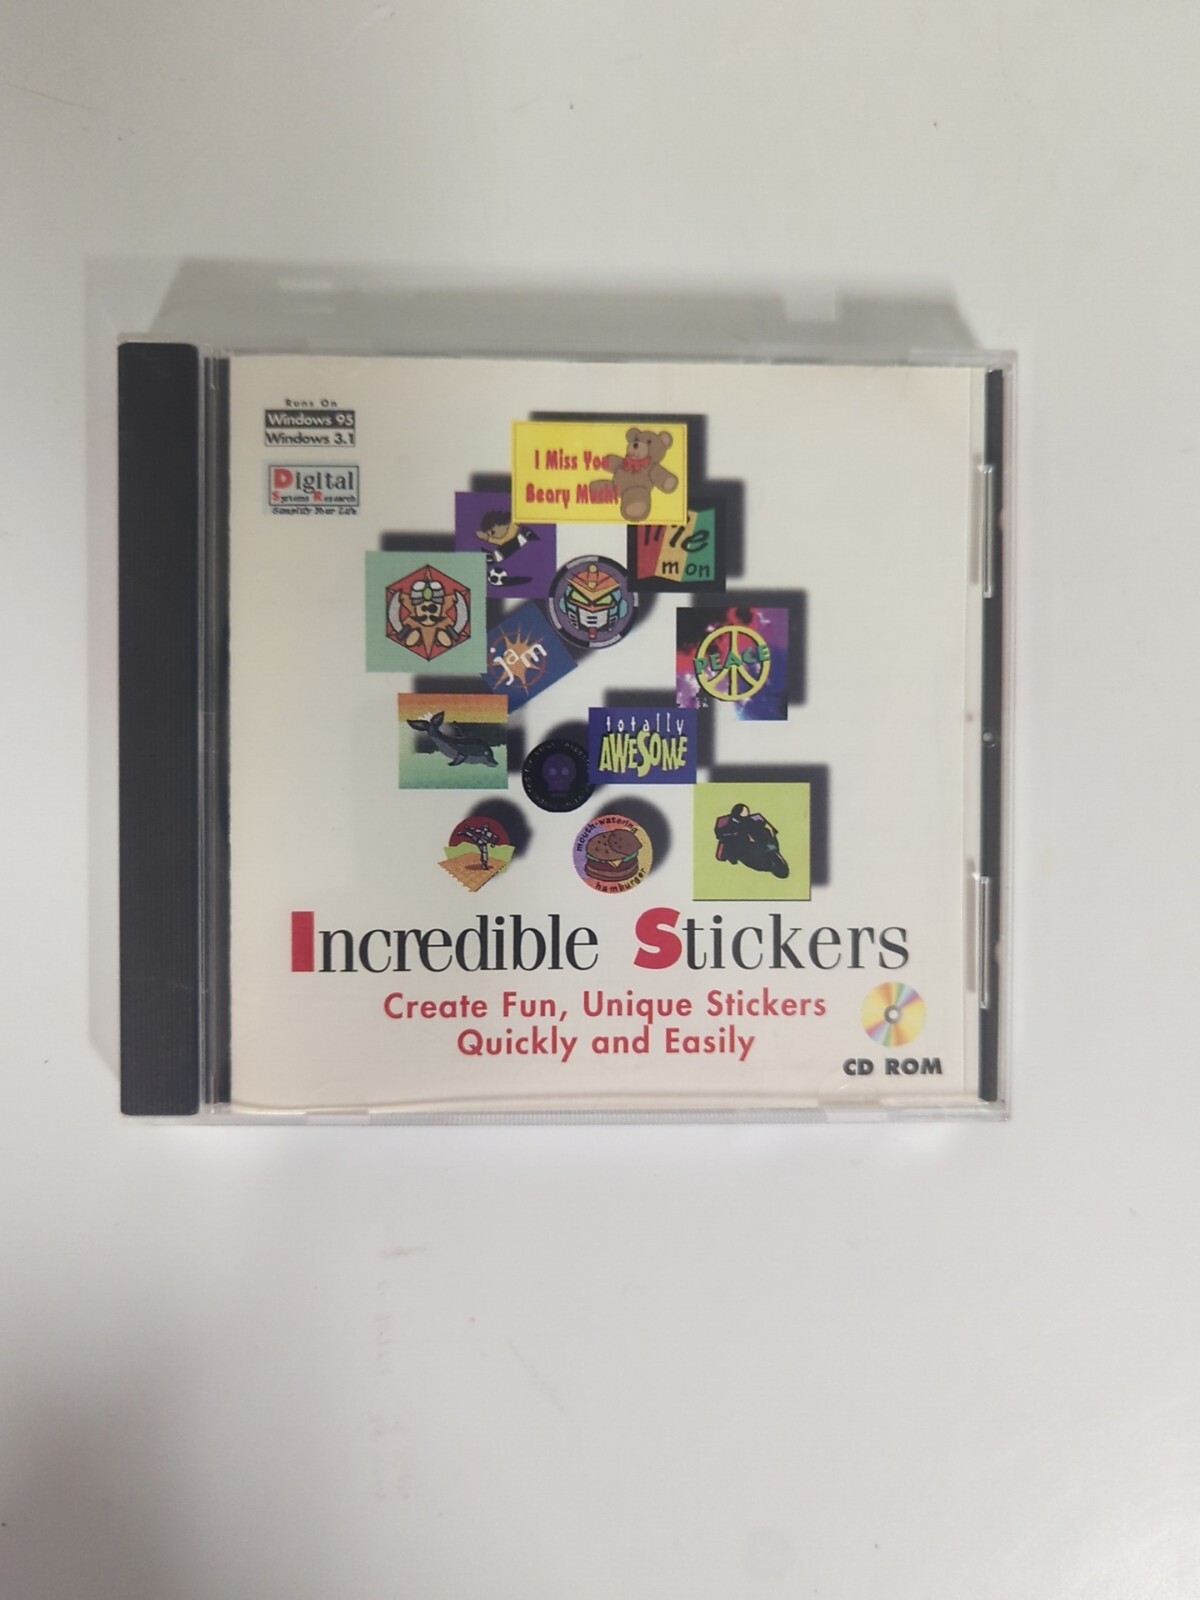 Runs On
Windows 95
Windows 3.1
Digital
Systems Research
Simplify Your Life
I Miss You
Beary Much!
mon
jam
PEACE
totally
AWESOME
mouth-watering
hamburger
Incredible Stickers
Create Fun, Unique Stickers
Quickly and Easily
CD ROM